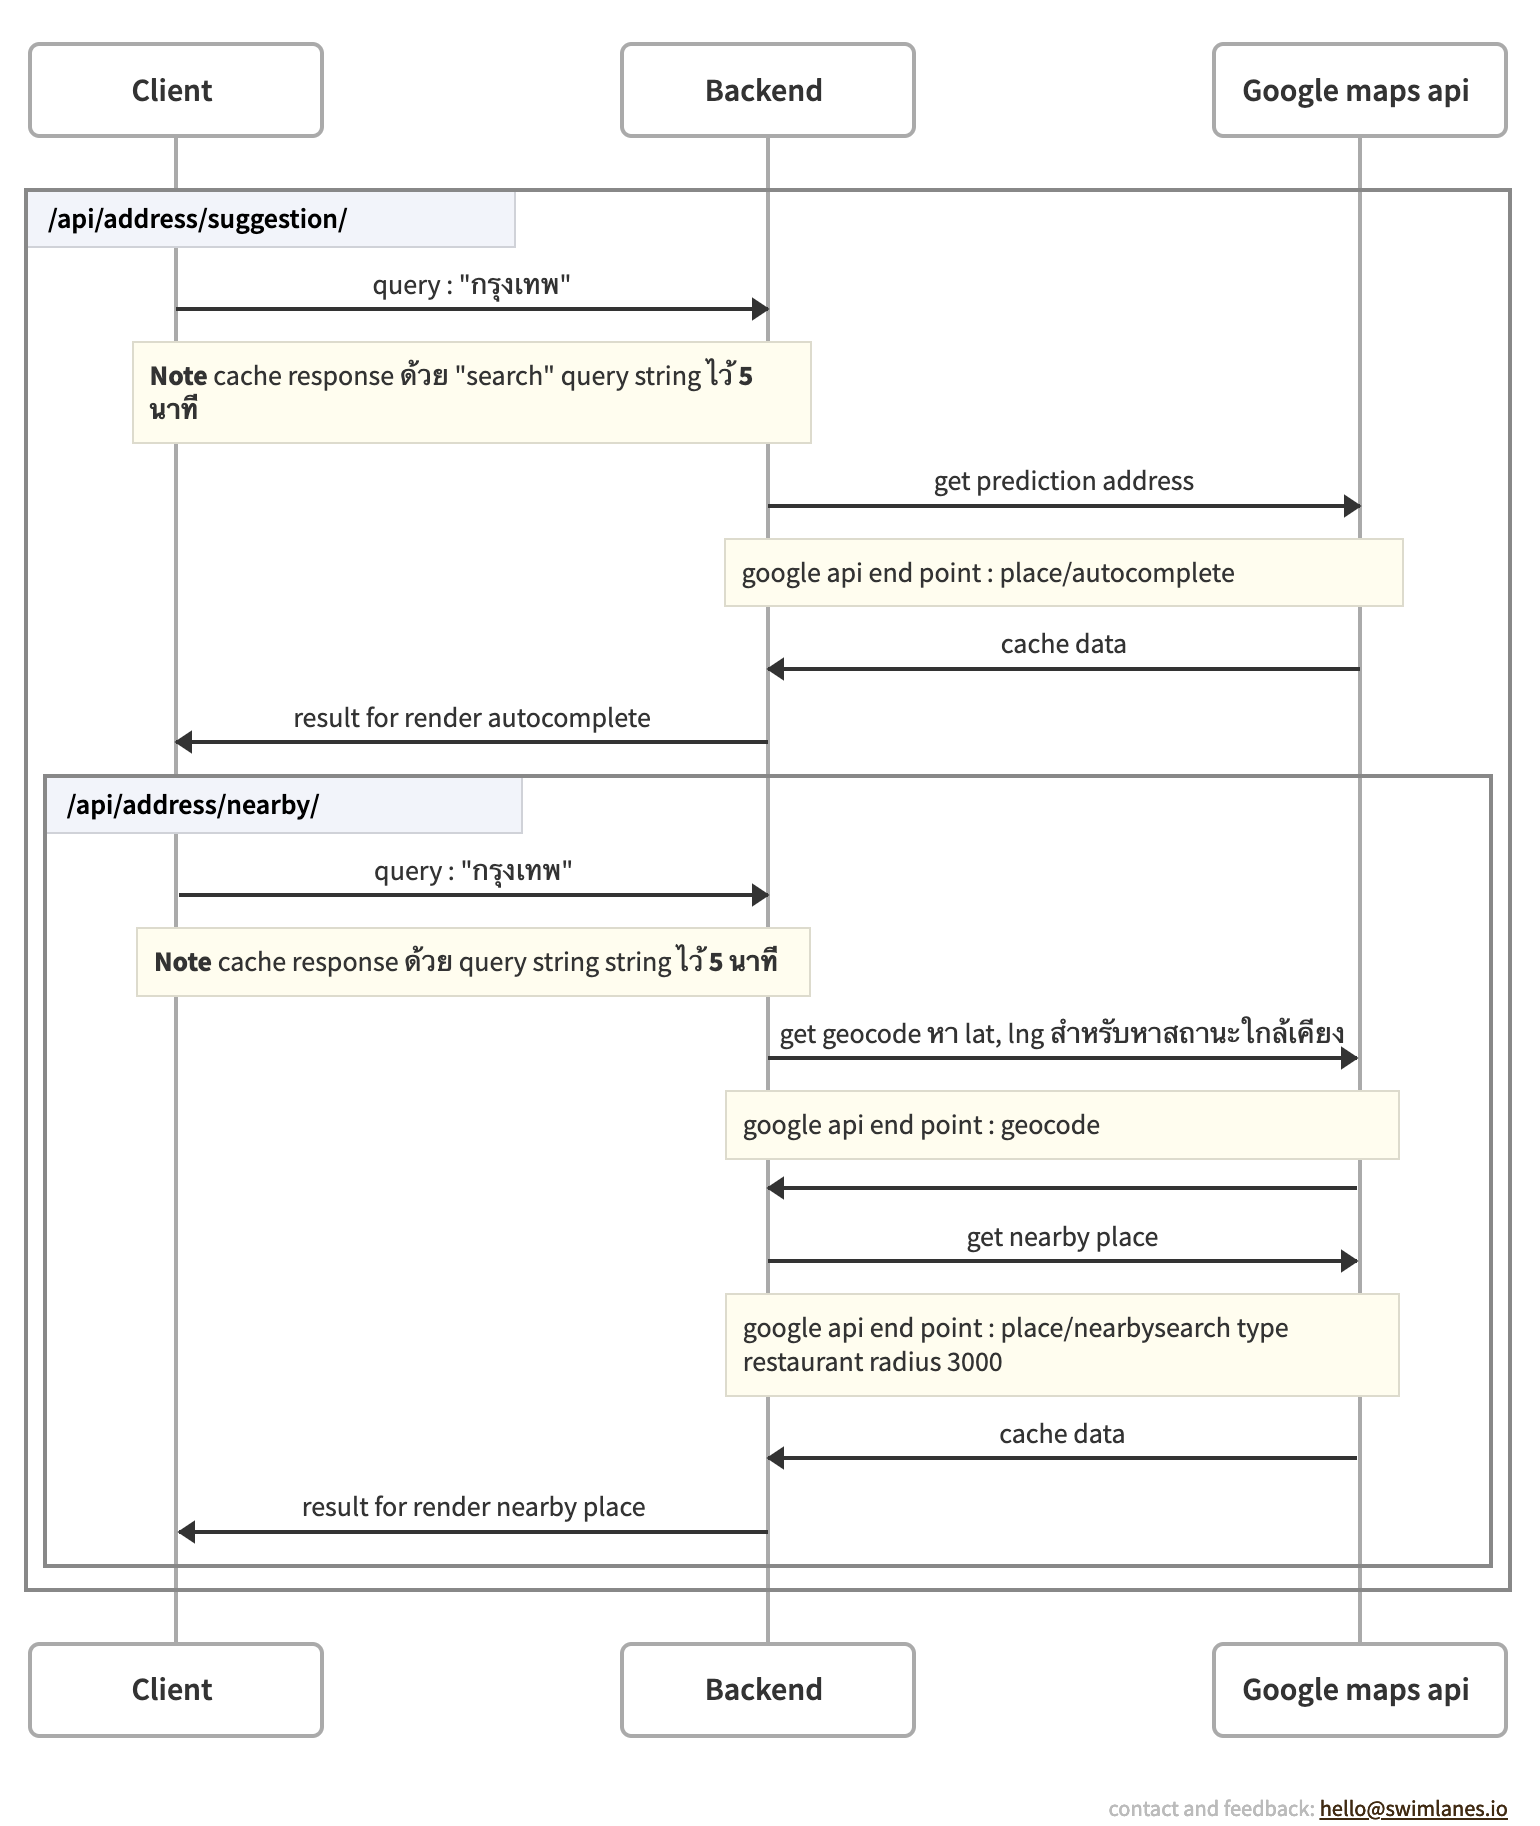 Client
Backend
Google maps api
/api/address/suggestion/
query : "กรุงเทพ"
Note cache response ด้วย "search" query string ไว้ 5
นาที
get prediction address
google api end point : place/autocomplete
cache data
result for render autocomplete
/api/address/nearby/
query : "กรุงเทพ"
Note cache response ด้วย query string string ไว้ 5 นาที
get geocode หา lat, lng สำหรับหาสถานะใกล้เคียง
google api end point : geocode
get nearby place
google api end point : place/nearbysearch type
restaurant radius 3000
cache data
result for render nearby place
Client
Backend
Google maps api
contact and feedback: hello@swimlanes.io